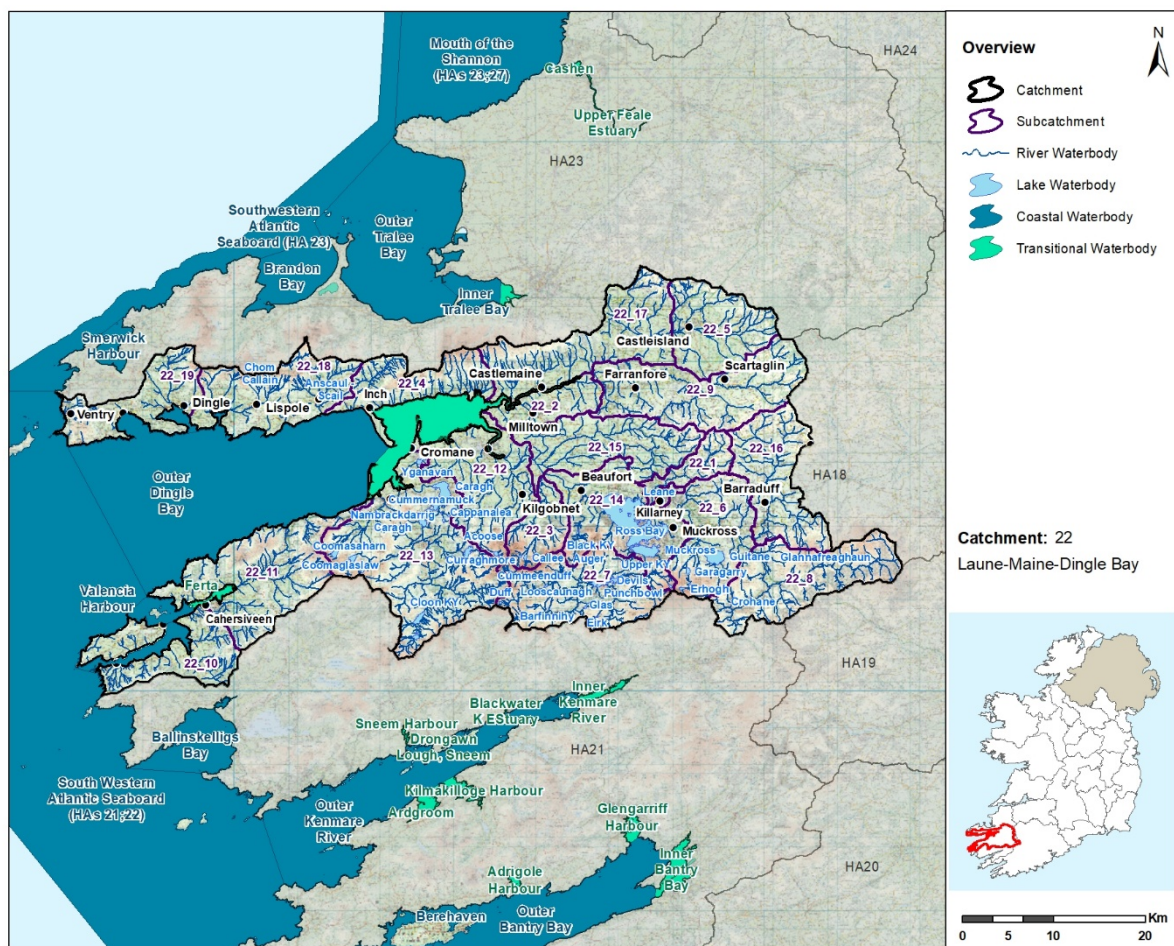 Mouth of the
Shannon
(HAs 23;27)
HA24
Cashen
Upper Feale
Estuary
HA23
Southwestern
Atlantic
Seaboard (HA 23)
Outer
Tralee
Bay
Brandon
Bay
Inner
Tralee Bay
Smerwick
Harbour
22_17
22_5
Castleisland
Scartaglin
22_19
Chom
Callain
22_18
Anscaul
Scail
22_4
Castlemaine
Farranfore
22_9
Ventry
Dingle
Lispole
Inch
22_2
Milltown
22_15
22_16
22_1
HA18
Outer
Dingle
Bay
Cromane
22_12
Yganavan
Caragh
Cummernamuck
Cappanalea
Nambrackdarrig
Caragh
Beaufort
22_14
Leane
Barraduff
Kilgobnet
Killarney
22_6
Ross Bay
Muckross
22_3
Acoose
Coomasaharn
Coomaglaslaw
22_13
Curraghmore
Callee
Black KY
Auger
Muckross
Guitane
Glannafreaghaun
Upper KY
Garagarry
22_11
Cummeenduff
22_7
Devils
Punchbowl
22_8
Duff
Looscaunagh
Erhogh
Crohane
Ferta
Cloon KY
Glas
Barfinnihy
Eirk
Valencia
Harbour
Cahersiveen
22_10
HA19
Inner
Kenmare
River
Blackwater
K EStuary
Sneem Harbour
Drongawn
Lough, Sneem
HA21
Ballinskelligs
Bay
South Western
Atlantic Seaboard
(HAs 21;22)
Outer
Kenmare
River
Kilmakilloge Harbour
Ardgroom
Glengarriff
Harbour
Inner
Bantry
Bay
HA20
Adrigole
Harbour
Berehaven
Outer
Bantry Bay
Overview
N
Catchment
Subcatchment
River Waterbody
Lake Waterbody
Coastal Waterbody
Transitional Waterbody
Catchment: 22
Laune-Maine-Dingle Bay
Km
0 5 10 20